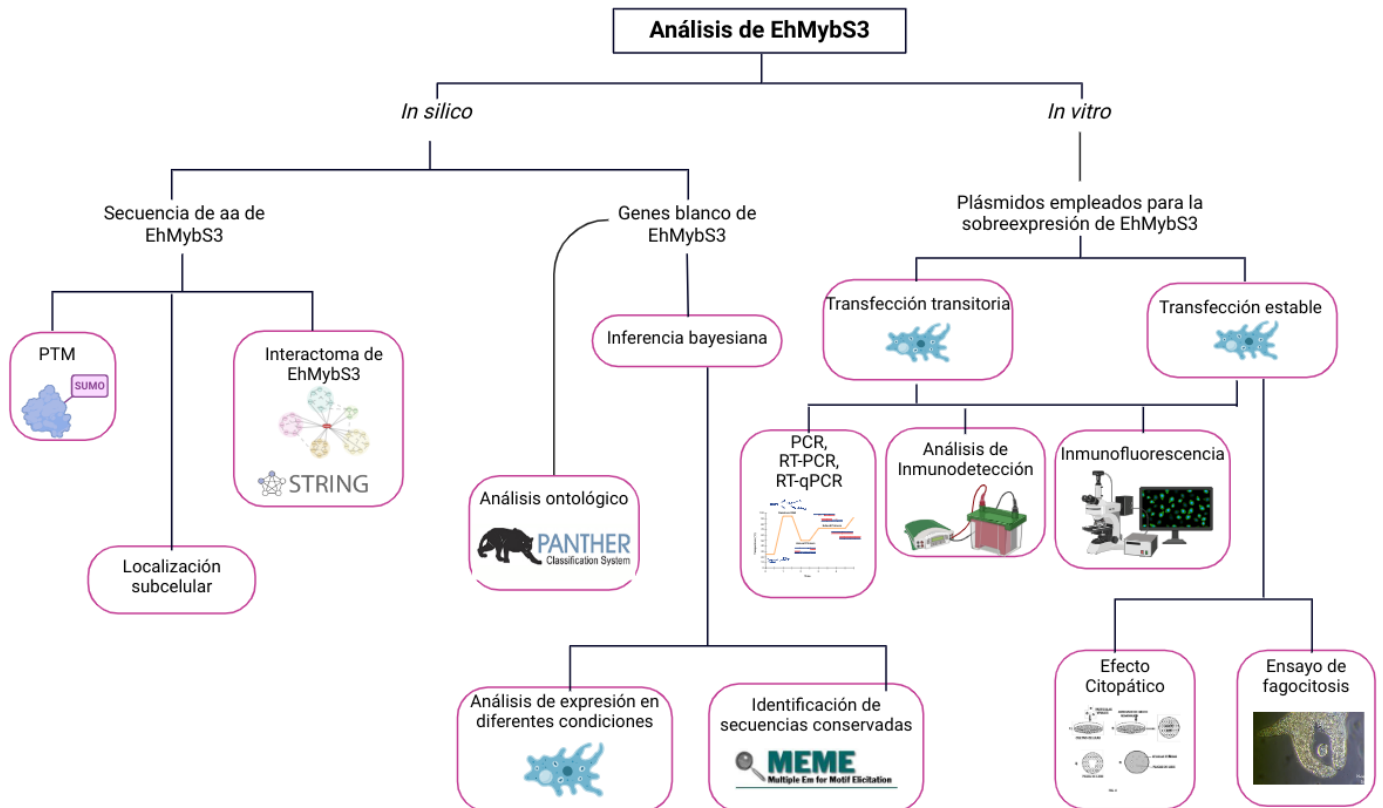 Análisis de EhMybS3
In silico
In vitro
Secuencia de aa de
EhMybS3
Genes blanco de
EhMybS3
Plásmidos empleados para la
sobreexpresión de EhMybS3
PTM
SUMO
Interactoma de
EhMybS3
STRING
Localización
subcelular
Inferencia bayesiana
Análisis ontológico
PANTHER
Classification System
Análisis de expresión en
diferentes condiciones
Identificación de
secuencias conservadas
MEME
Multiple Em for Motif Elicitation
Transfección transitoria
Transfección estable
PCR,
RT-PCR,
RT-qPCR
Análisis de
Inmunodetección
Inmunofluorescencia
Efecto
Citopático
Ensayo de
fagocitosis